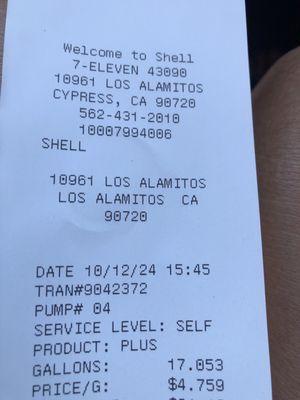 Welcome to Shell
7-ELEVEN 43090
10961 LOS ALAMITOS
CYPRESS, CA 90720
562-431-2010
10007994006
SHELL
10961 LOS ALAMITOS
LOS ALAMITOS CA
90720
DATE 10/12/24 15:45
TRAN#9042372
PUMP# 04
SERVICE LEVEL: SELF
PRODUCT: PLUS
GALLONS: 17.053
PRICE/G: $4.759